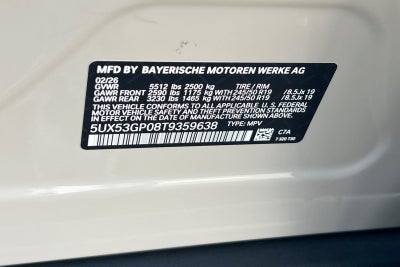 MFD BY BAYERISCHE MOTOREN WERKE AG
02/26
GVWR 5512 lbs 2500 kg TIRE / RIM
GAWR FRONT 2590 lbs 1175 kg WITH 245/50 R19 / 8.5J x 19
GAWR REAR 3230 lbs 1465 kg WITH 245/50 R19 / 8.5J x 19
THIS VEHICLE CONFORMS TO ALL APPLICABLE U.S. FEDERAL
MOTOR VEHICLE SAFETY AND THEFT PREVENTION STANDARDS
IN EFFECT ON THE DATE OF MANUFACTURE SHOWN ABOVE.
5UX53GP08T9359638 TYPE: MPV C7A